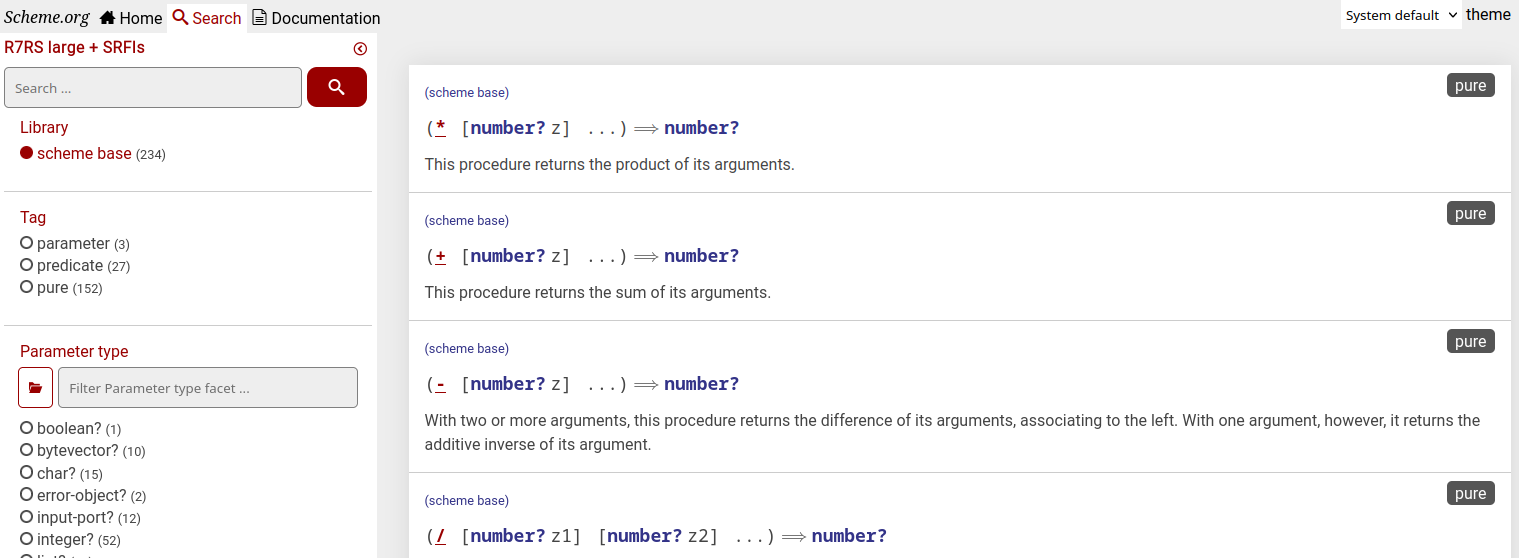 Scheme.org Home Search Documentation
System default theme
R7RS large + SRFIs
Search ...
Library
scheme base (234)
Tag
parameter (3)
predicate (27)
pure (152)
Parameter type
Filter Parameter type facet ...
boolean? (1)
bytevector? (10)
char? (15)
error-object? (2)
input-port? (12)
integer? (52)
(scheme base)
pure
(* [number? z] ...) ⟹ number?
This procedure returns the product of its arguments.
(scheme base)
pure
(+ [number? z] ...) ⟹ number?
This procedure returns the sum of its arguments.
(scheme base)
pure
(- [number? z] ...) ⟹ number?
With two or more arguments, this procedure returns the difference of its arguments, associating to the left. With one argument, however, it returns the
additive inverse of its argument.
(scheme base)
pure
(/ [number? z1] [number? z2] ...) ⟹ number?